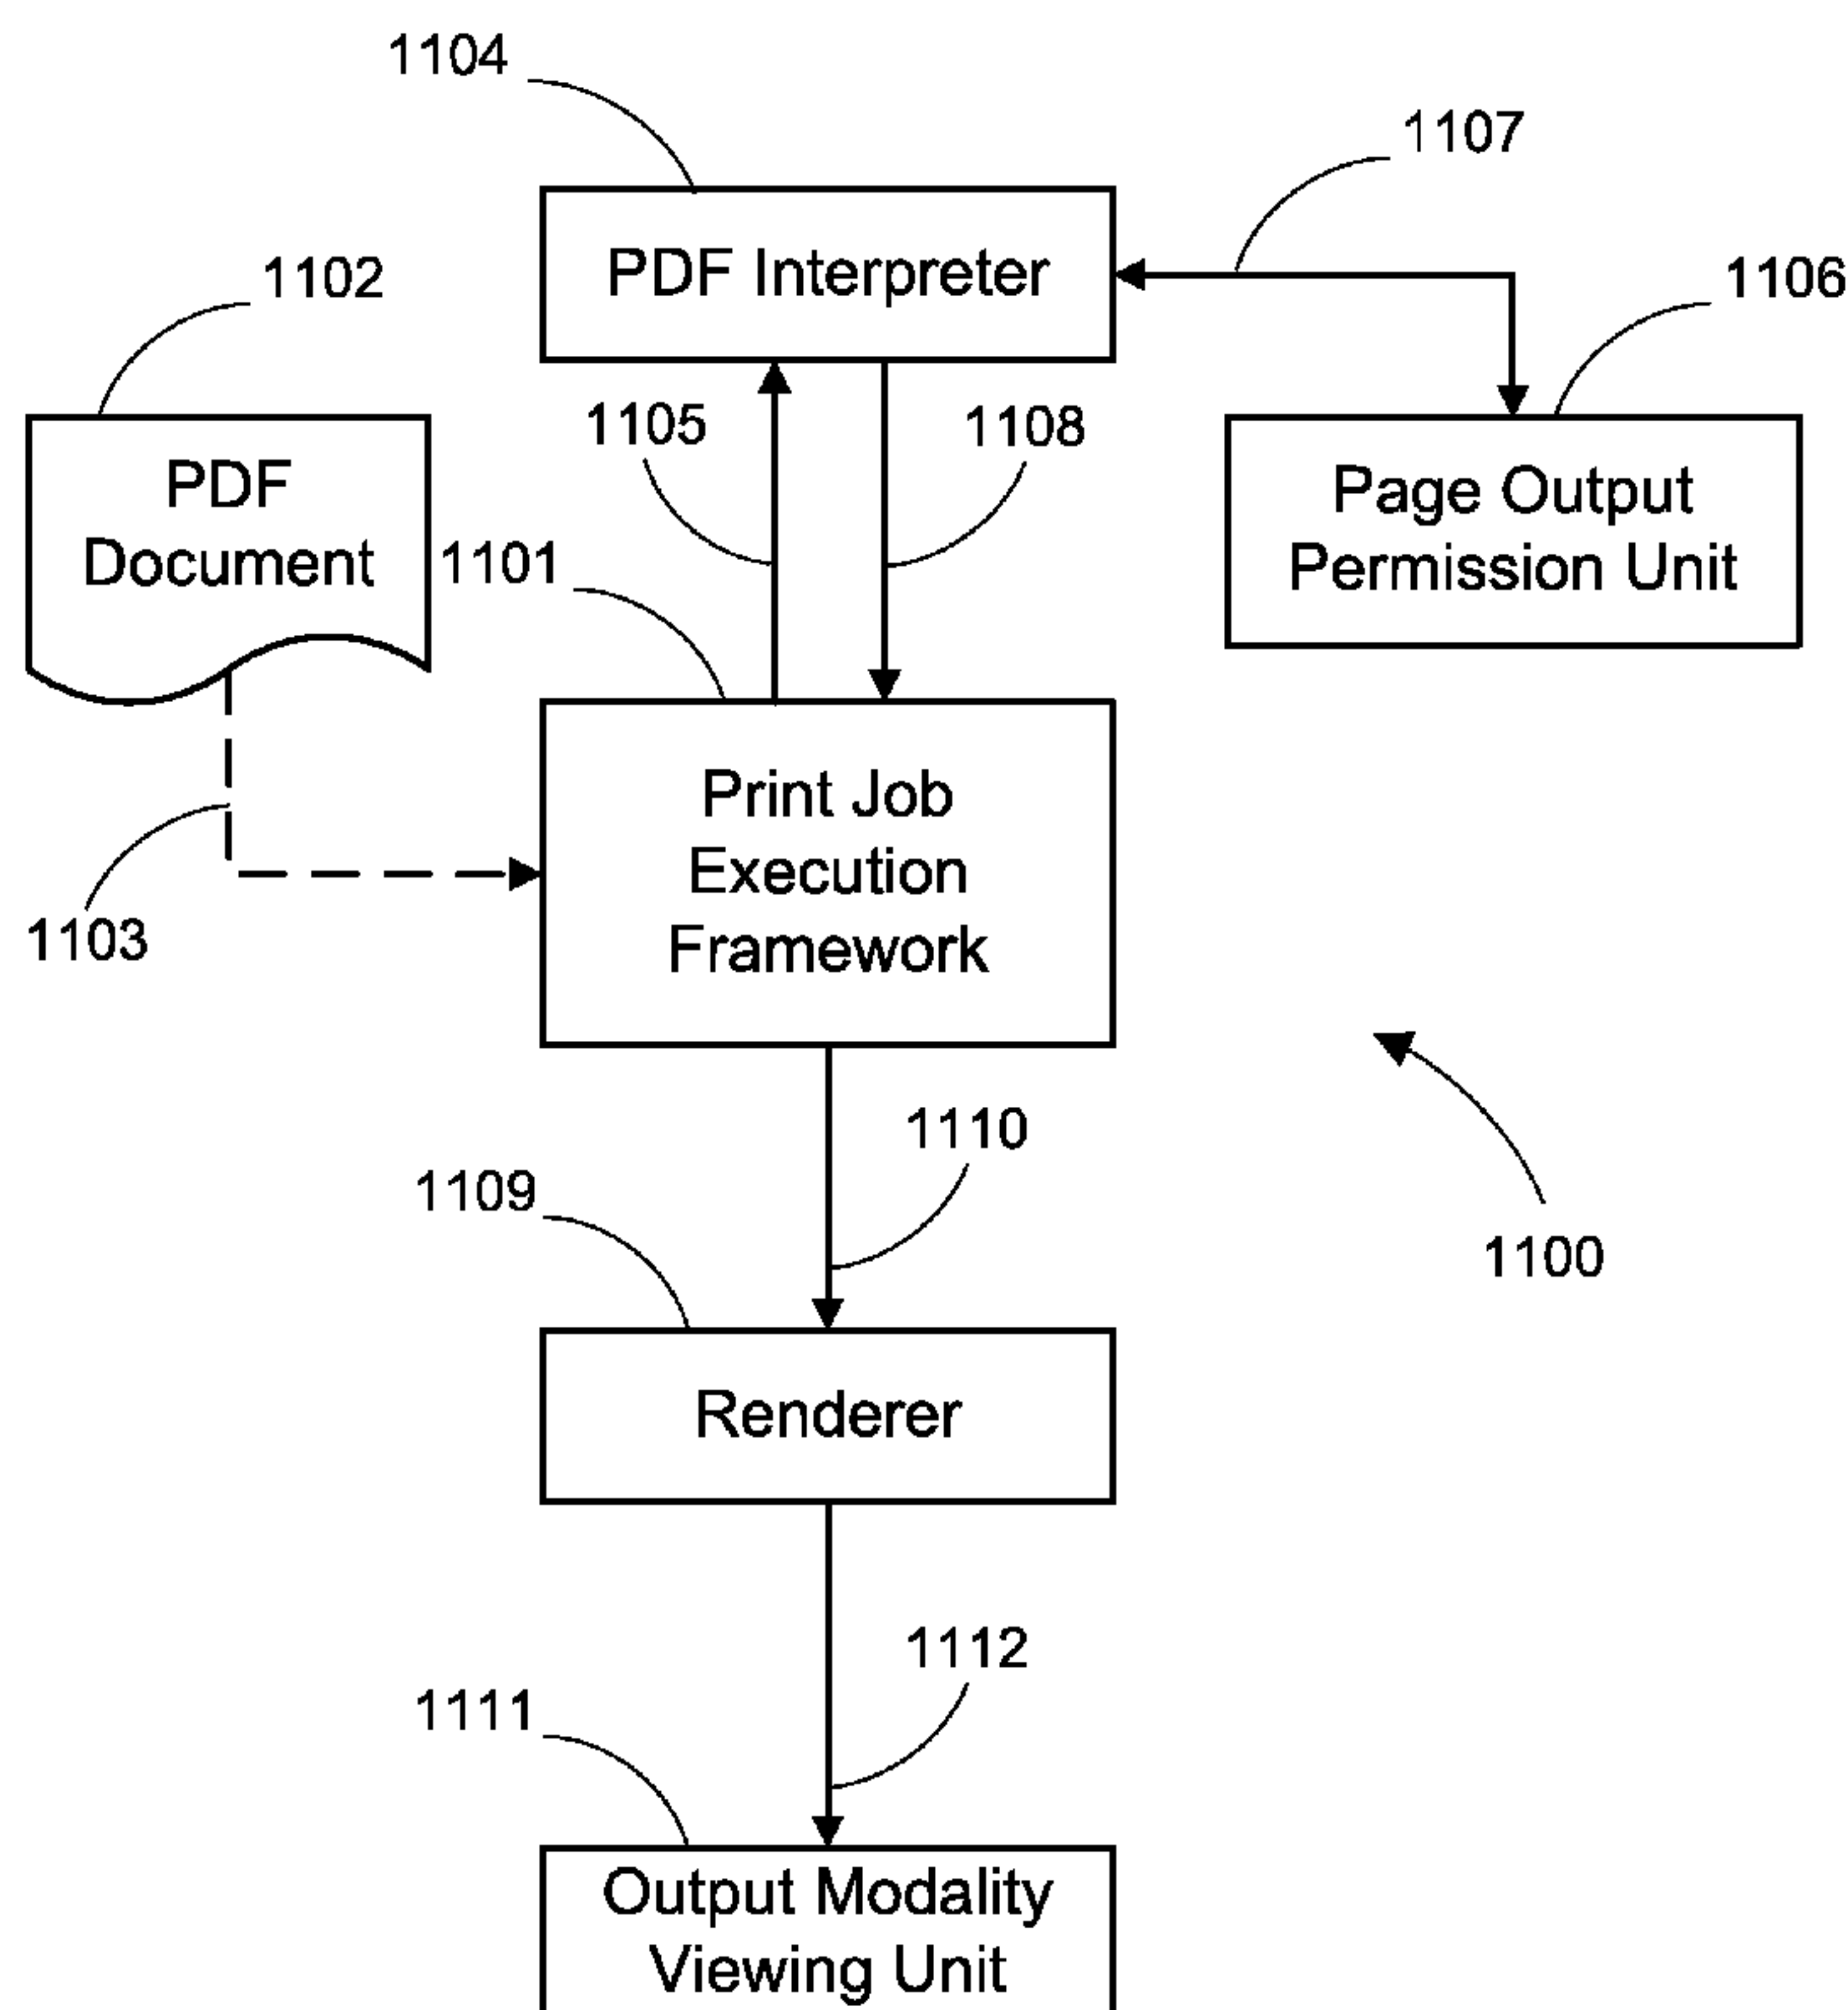 1104
1107
PDF Interpreter
1102
1106
1105
1108
PDF
Document
Page Output
Permission Unit
1101
Print Job
Execution
Framework
1103
1110
1109
1100
Renderer
1112
1111
Output Modality
Viewing Unit